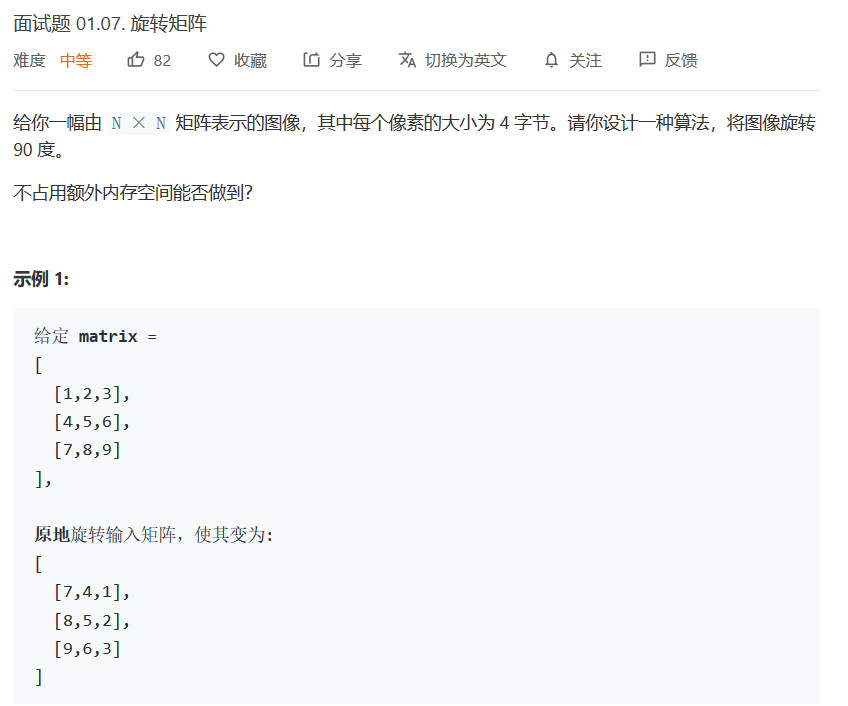 面试题 01.07. 旋转矩阵
难度 中等 82 收藏 分享 切换为英文 关注 反馈
给你一幅由 N × N 矩阵表示的图像，其中每个像素的大小为 4 字节。请你设计一种算法，将图像旋转
90 度。
不占用额外内存空间能否做到？
示例 1:
给定 matrix =
[
  [1,2,3],
  [4,5,6],
  [7,8,9]
],
原地旋转输入矩阵，使其变为:
[
  [7,4,1],
  [8,5,2],
  [9,6,3]
]